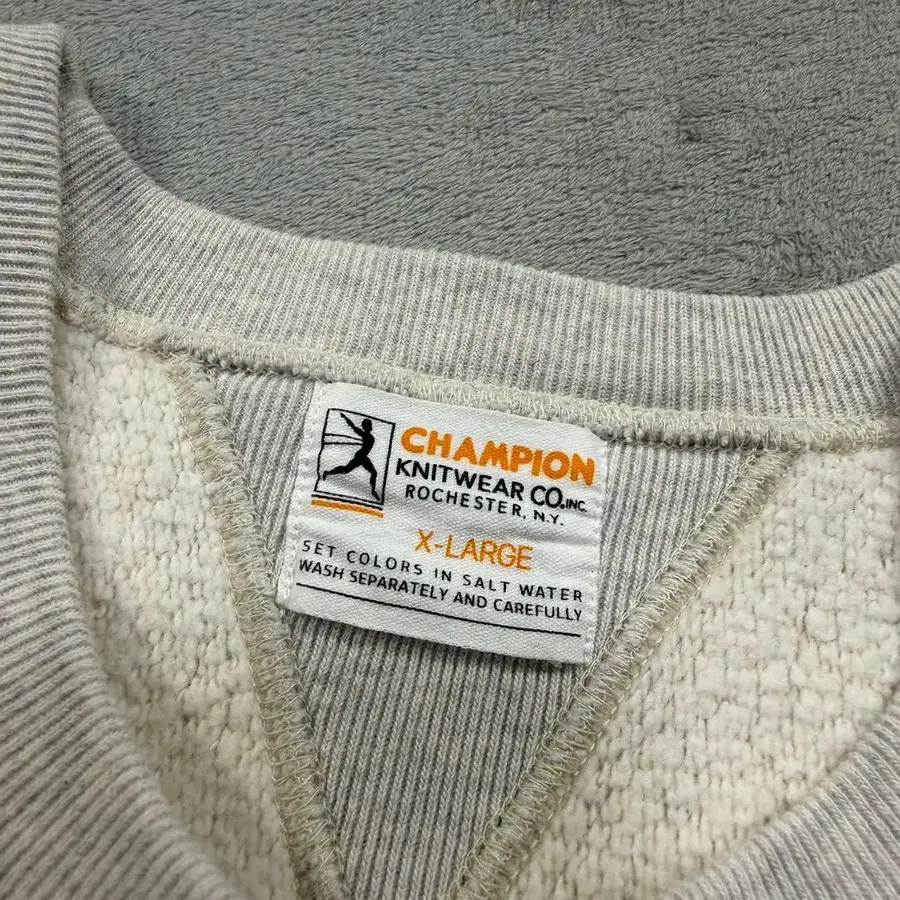 CHAMPION
KNITWEAR CO.INC.
ROCHESTER, N.Y.
X-LARGE
SET COLORS IN SALT WATER
WASH SEPARATELY AND CAREFULLY